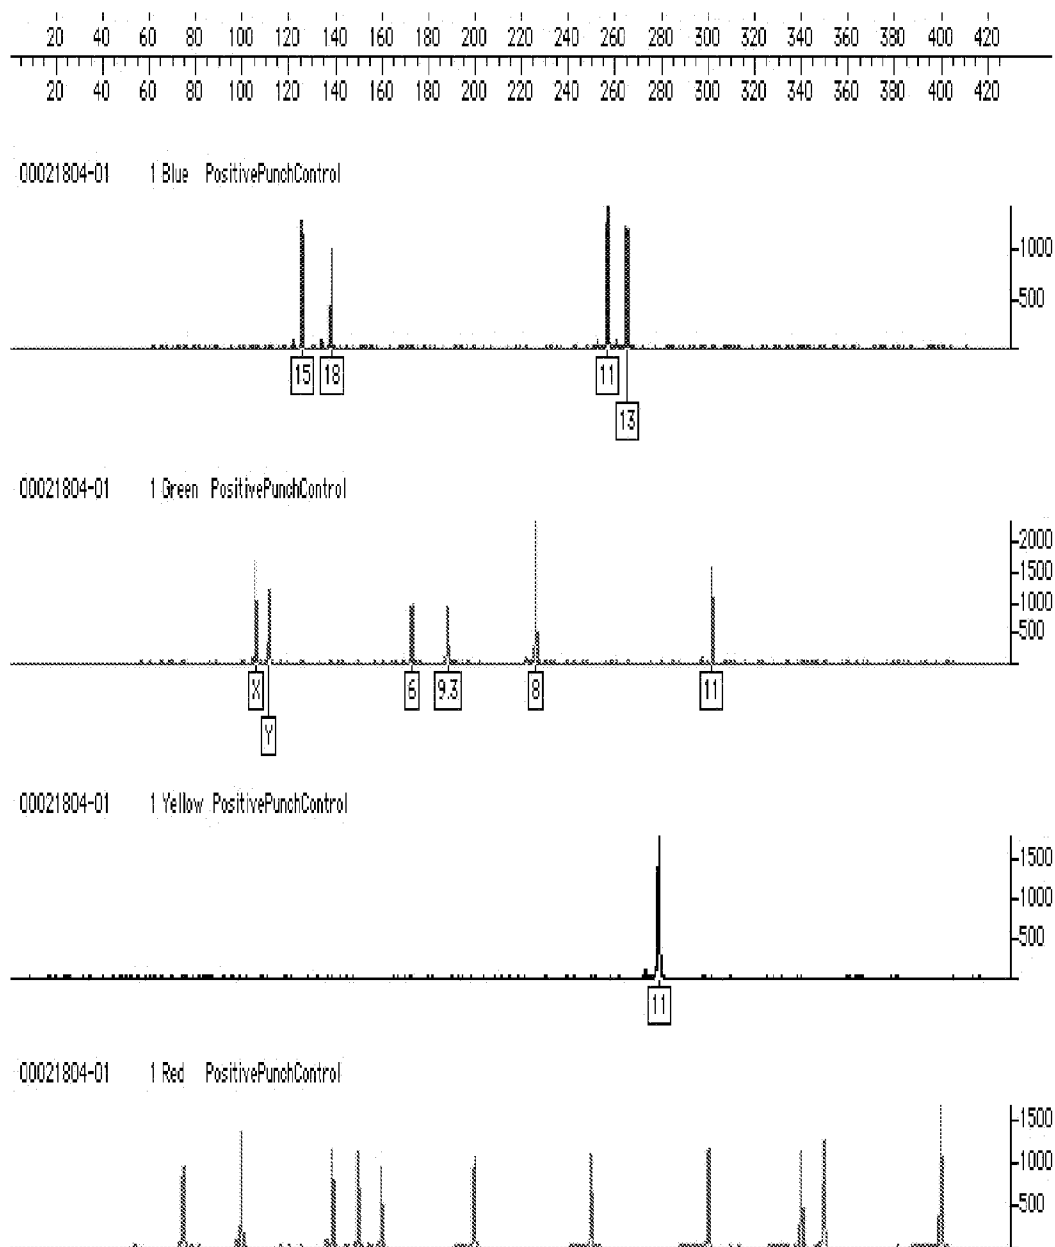 20 40 60 80 100 120 140 160 180 200 220 240 260 280 300 320 340 360 380 400 420
20 40 60 80 100 120 140 160 180 200 220 240 260 280 300 320 340 360 380 400 420
00021804-01 1 Blue PositivePunchControl
1000
500
15 18 11
13
00021804-01 1 Green PositivePunchControl
2000
1500
1000
500
X 6 9.3 8 11
Y
00021804-01 1 Yellow PositivePunchControl
1500
1000
500
11
00021804-01 1 Red PositivePunchControl
1500
1000
500